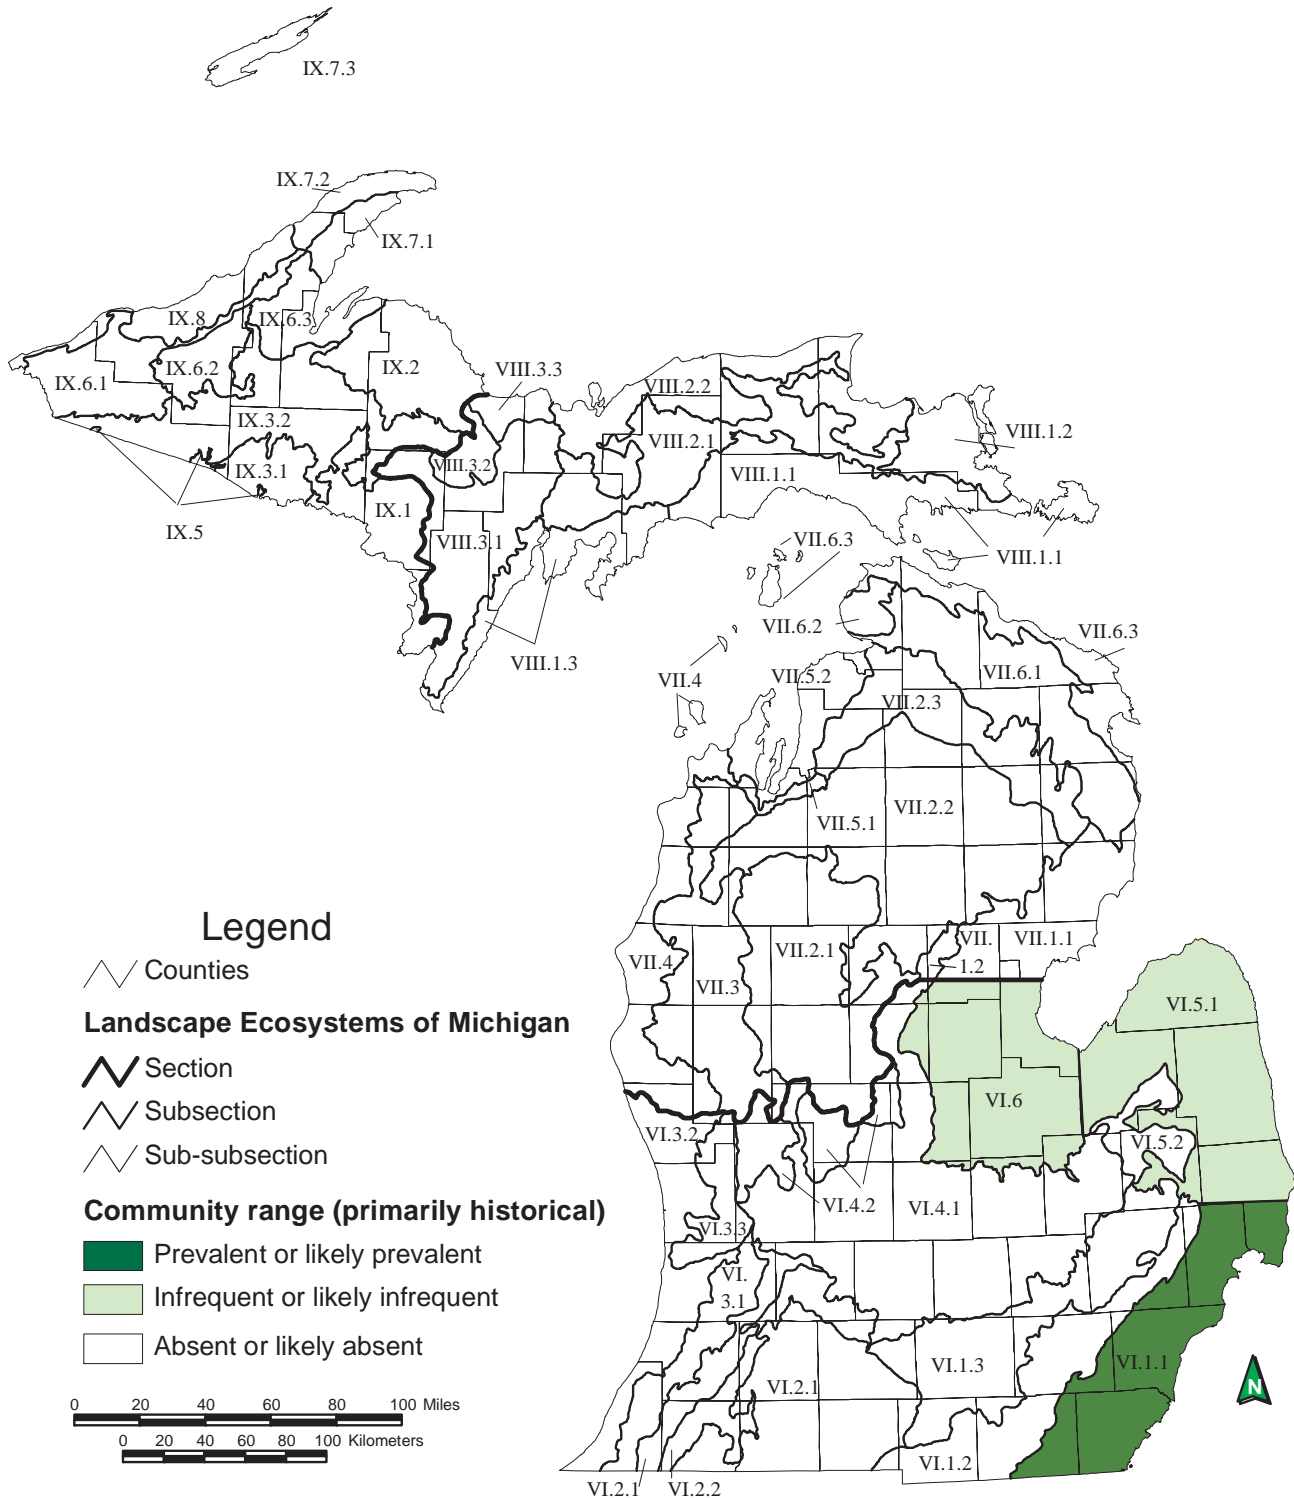 IX.7.3
IX.7.2
IX.7.1
IX.8
IX.6.3
IX.6.2
IX.2
IX.6.1
VIII.3.3
VIII.2.2
IX.3.2
VIII.2.1
VIII.1.2
IX.3.1
VIII.3.2
VIII.1.1
IX.1
IX.5
VIII.3.1
VII.6.3
VIII.1.1
VII.6.2
VII.6.3
VIII.1.3
VII.4
VII.5.2
VII.6.1
VII.2.3
VII.2.2
VII.5.1
Legend
Counties
Landscape Ecosystems of Michigan
Section
Subsection
Sub-subsection
Community range (primarily historical)
Prevalent or likely prevalent
Infrequent or likely infrequent
Absent or likely absent
0 20 40 60 80 100 Miles
0 20 40 60 80 100 Kilometers
VII.4
VII.3
VII.2.1
VII.
1.2
VII.1.1
VI.5.1
VI.6
VI.3.2
VI.5.2
VI.4.2
VI.4.1
VI.3.3
VI.
3.1
VI.1.3
VI.1.1
VI.2.1
N
VI.1.2
VI.2.1
VI.2.2